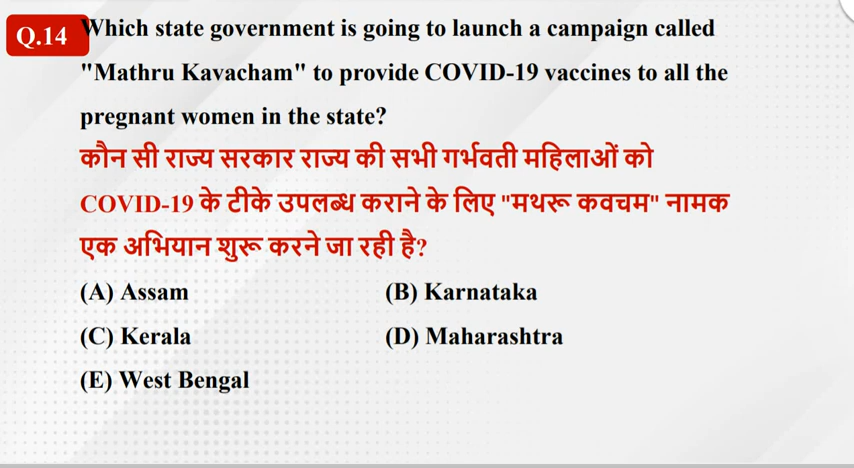 Q.14 Which state government is going to launch a campaign called
"Mathru Kavacham" to provide COVID-19 vaccines to all the
pregnant women in the state?
कौन सी राज्य सरकार राज्य की सभी गर्भवती महिलाओं को
COVID-19 के टीके उपलब्ध कराने के लिए "मथरू कवचम" नामक
एक अभियान शुरू करने जा रही है?
(A) Assam (B) Karnataka
(C) Kerala (D) Maharashtra
(E) West Bengal